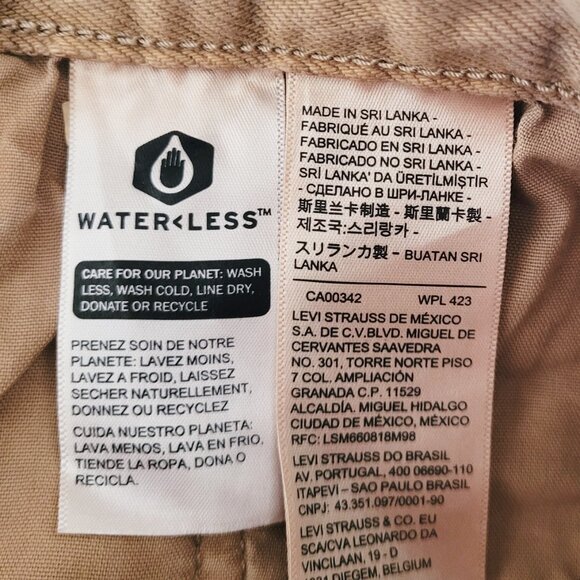 WATER<LESS™
CARE FOR OUR PLANET: WASH
LESS, WASH COLD, LINE DRY,
DONATE OR RECYCLE
PRENEZ SOIN DE NOTRE
PLANETE: LAVEZ MOINS,
LAVEZ A FROID, LAISSEZ
SECHER NATURELLEMENT,
DONNEZ OU RECYCLEZ
CUIDA NUESTRO PLANETA:
LAVA MENOS, LAVA EN FRIO,
TIENDE LA ROPA, DONA O
RECICLA.
MADE IN SRI LANKA -
FABRIQUÉ AU SRI LANKA -
FABRICADO EN SRI LANKA -
FABRICADO NO SRI LANKA -
SRİ LANKA' DA ÜRETİLMİŞTİR
- СДЕЛАНО В ШРИ-ЛАНКЕ -
斯里兰卡制造 - 斯里蘭卡製 -
제조국:스리랑카 -
スリランカ製 - BUATAN SRI
LANKA
CA00342 WPL 423
LEVI STRAUSS DE MÉXICO
S.A. DE C.V.BLVD. MIGUEL DE
CERVANTES SAAVEDRA
NO. 301, TORRE NORTE PISO
7 COL. AMPLIACIÓN
GRANADA C.P. 11529
ALCALDÍA. MIGUEL HIDALGO
CIUDAD DE MÉXICO, MÉXICO
RFC: LSM660818M98
LEVI STRAUSS DO BRASIL
AV. PORTUGAL, 400 06690-110
ITAPEVI – SAO PAULO BRASIL
CNPJ: 43.351.097/0001-90
LEVI STRAUSS & CO. EU
SCA/CVA LEONARDO DA
VINCILAAN, 19 - D
1831 DIEGEM, BELGIUM